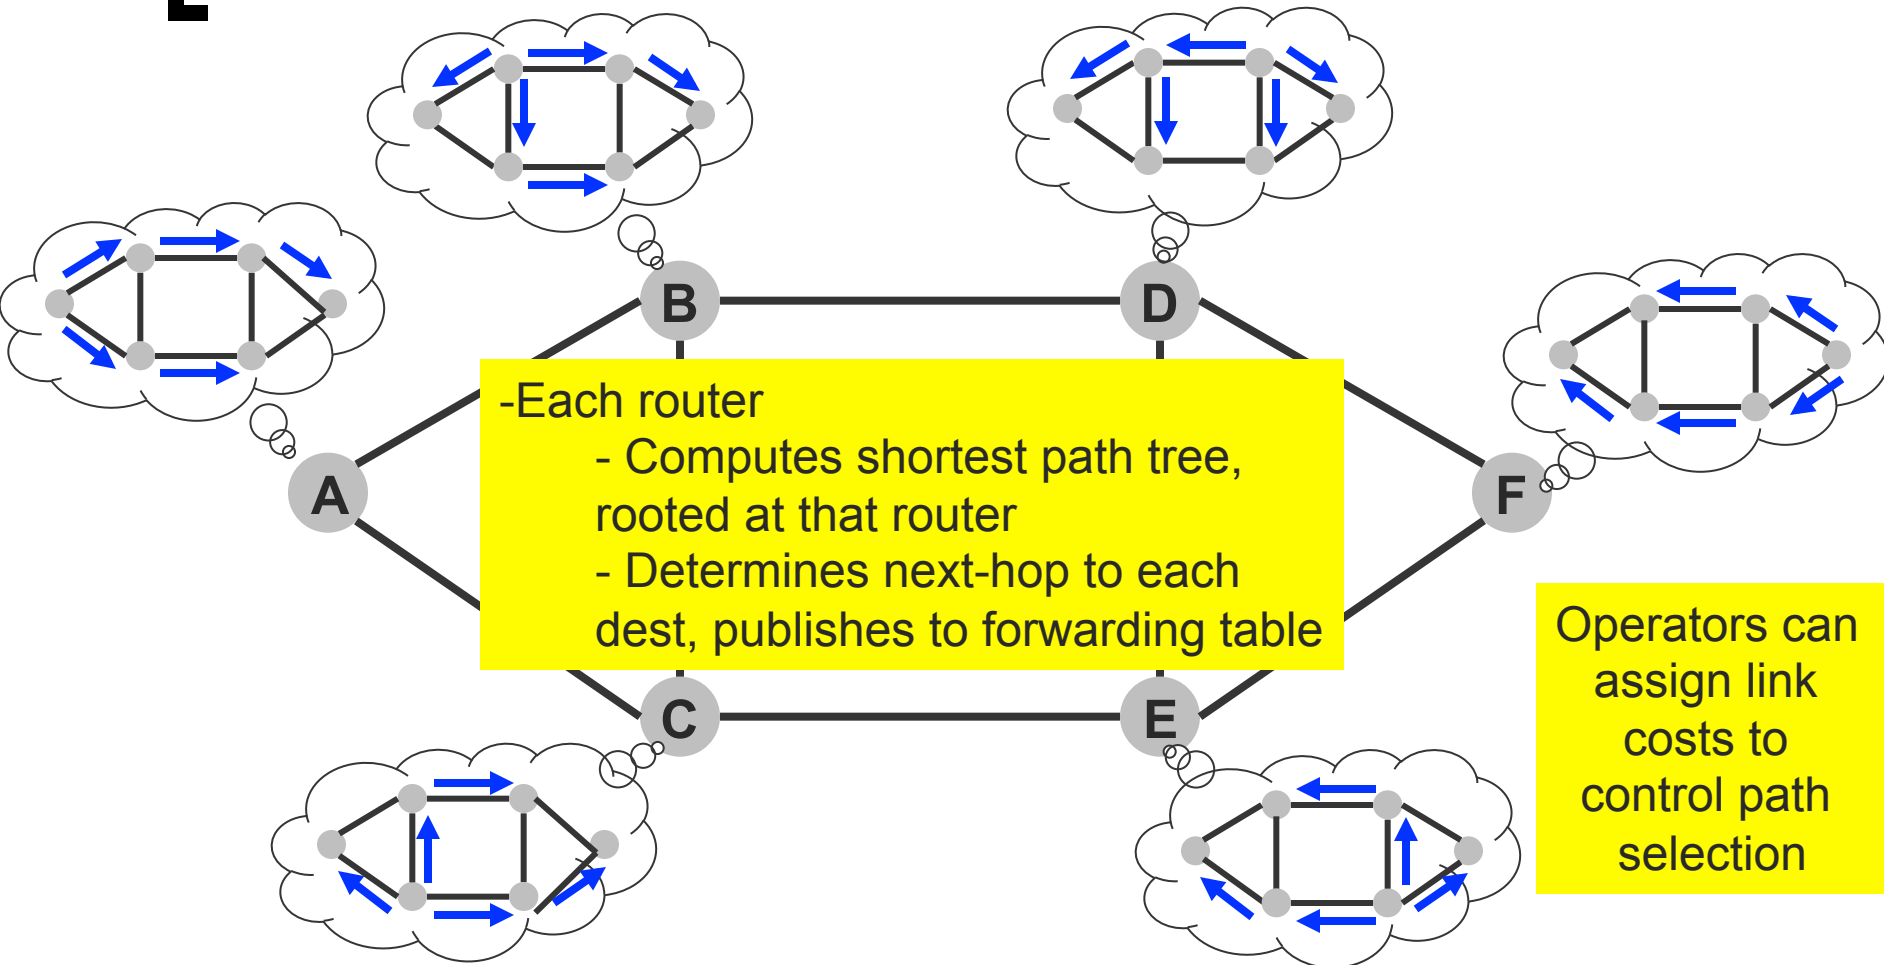 B
D
-Each router
- Computes shortest path tree,
rooted at that router
- Determines next-hop to each
dest, publishes to forwarding table
A
F
Operators can
assign link
costs to
control path
selection
C
E